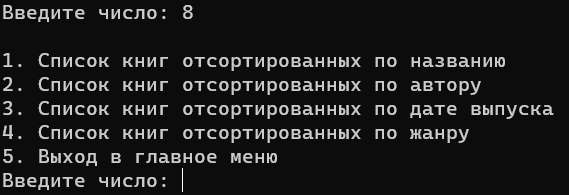 Введите число: 8
1. Список книг отсортированных по названию
2. Список книг отсортированных по автору
3. Список книг отсортированных по дате выпуска
4. Список книг отсортированных по жанру
5. Выход в главное меню
Введите число: